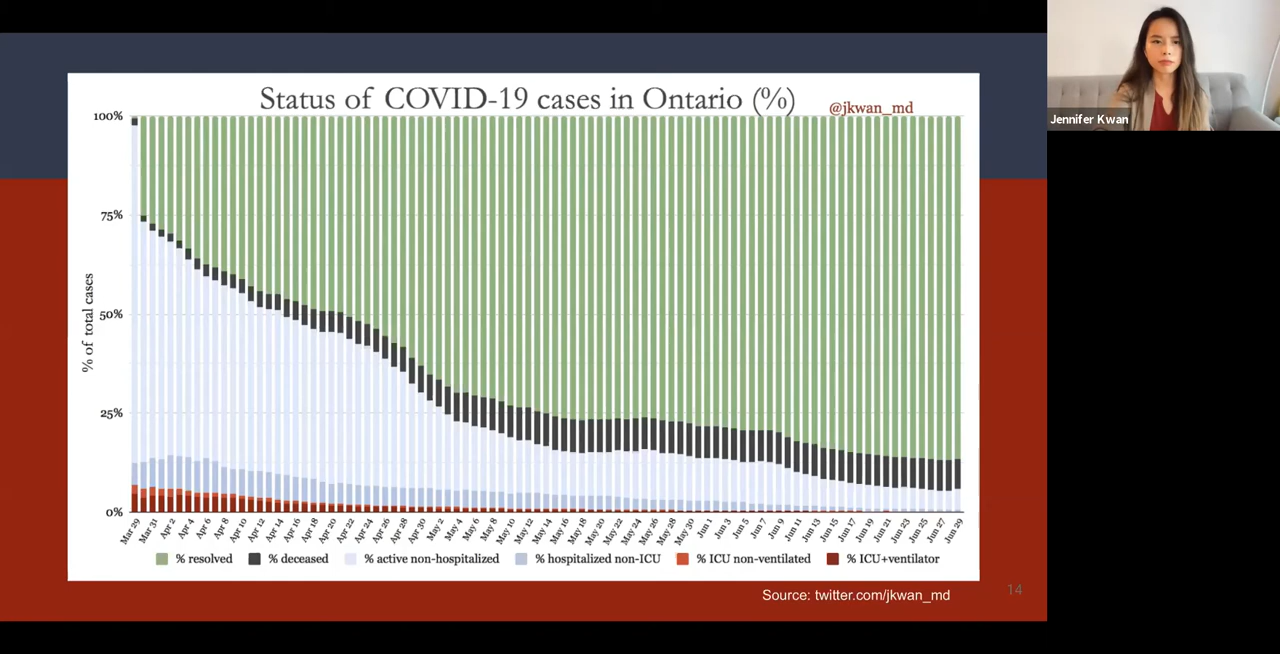 Status of COVID-19 cases in Ontario (%)
@jkwan_md
Jennifer Kwan
100%
75%
50%
25%
0%
% of total cases
Mar 29 Mar 31 Apr 2 Apr 4 Apr 6 Apr 8 Apr 10 Apr 12 Apr 14 Apr 16 Apr 18 Apr 20 Apr 22 Apr 24 Apr 26 Apr 28 Apr 30 May 2 May 4 May 6 May 8 May 10 May 12 May 14 May 16 May 18 May 20 May 22 May 24 May 26 May 28 May 30 Jun 1 Jun 3 Jun 5 Jun 7 Jun 9 Jun 11 Jun 13 Jun 15 Jun 17 Jun 19 Jun 21 Jun 23 Jun 25 Jun 27 Jun 29
% resolved % deceased % active non-hospitalized % hospitalized non-ICU % ICU non-ventilated % ICU+ventilator
Source: twitter.com/jkwan_md
14